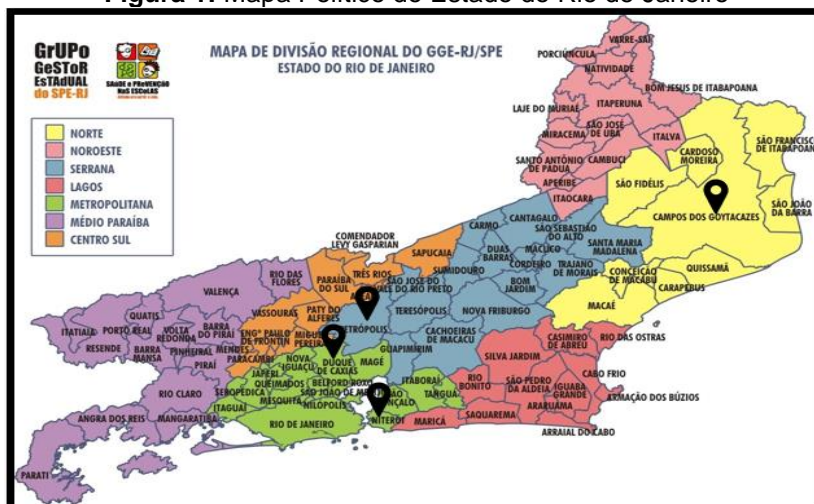 Figura 1: Mapa Político do Estado do Rio de Janeiro
GrUPo
GeSToR
EsTAdUAL
do SPE-RJ
SAúDe e PReVENÇãO
NaS ESCoLaS
MAPA DE DIVISÃO REGIONAL DO GGE-RJ/SPE
ESTADO DO RIO DE JANEIRO
NORTE
NOROESTE
SERRANA
LAGOS
METROPOLITANA
MÉDIO PARAÍBA
CENTRO SUL
VARRE-SAI
PORCIÚNCULA
NATIVIDADE
BOM JESUS DE ITABAPOANA
LAJE DO MURIAÉ
ITAPERUNA
SÃO JOSÉ
DE UBÁ
MIRACEMA
ITALVA
SANTO ANTÔNIO
DE PADUA
CAMBUCI
APERIBE
ITAOCARA
SÃO FRANCISCO
DE ITABAPOANA
CARDOSO
MOREIRA
SÃO FIDÉLIS
CAMPOS DOS GOYTACAZES
SÃO JOÃO
DA BARRA
QUISSAMÃ
CONCEIÇÃO
DE MACABU
CARAPEBUS
MACAÉ
COMENDADOR
LEVY GASPARIAN
SAPUCAIA
TRÊS RIOS
PARAÍBA
DO SUL
CARMO
CANTAGALO
SÃO SEBASTIÃO
DO ALTO
SANTA MARIA
MADALENA
DUAS
BARRAS
MACUCO
CORDEIRO
TRAJANO
DE MORAIS
SUMIDOURO
SÃO JOSÉ DO
VALE DO RIO PRETO
BOM
JARDIM
TERESÓPOLIS
NOVA FRIBURGO
PETRÓPOLIS
CACHOEIRAS
DE MACACU
RIO DAS
FLORES
VALENÇA
VASSOURAS
PATY DO
ALFERES
MIGUEL
PEREIRA
ENGº PAULO
DE FRONTIN
PARACAMBI
MENDES
QUATIS
ITATIAIA
PORTO REAL
RESENDE
VOLTA
REDONDA
BARRA
DO PIRAÍ
BARRA
MANSA
PINHEIRAL
PIRAÍ
RIO CLARO
ANGRA DOS REIS
MANGARATIBA
PARATI
JAPERI
NOVA
IGUAÇU
DUQUE
DE CAXIAS
MAGÉ
GUAPIMIRIM
QUEIMADOS
BELFORD ROXO
SEROPÉDICA
MESQUITA
NILÓPOLIS
ITAGUAÍ
RIO DE JANEIRO
NITERÓI
ITABORAÍ
TANGUÁ
RIO
BONITO
SILVA JARDIM
CASIMIRO
DE ABREU
RIO DAS OSTRAS
SÃO PEDRO
DA ALDEIA
IGUABA
GRANDE
CABO FRIO
ARMAÇÃO DOS BÚZIOS
ARARUAMA
MARICÁ
SAQUAREMA
ARRAIAL DO CABO